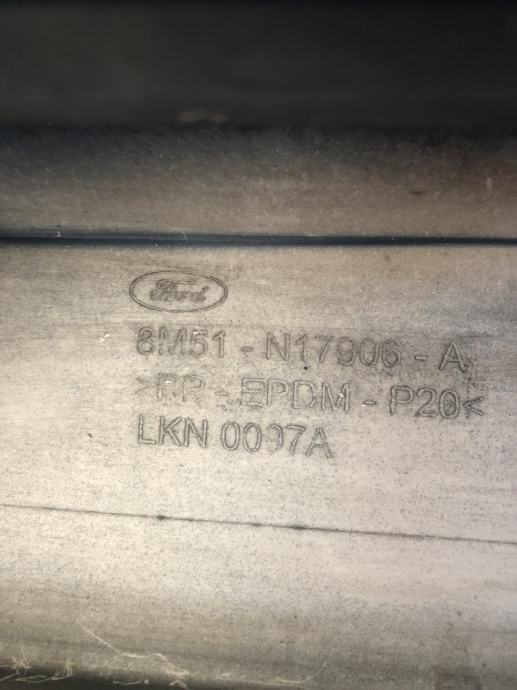 Ford
8M51 - N17906 - A
>PP - EPDM - P20<
LKN 0007A